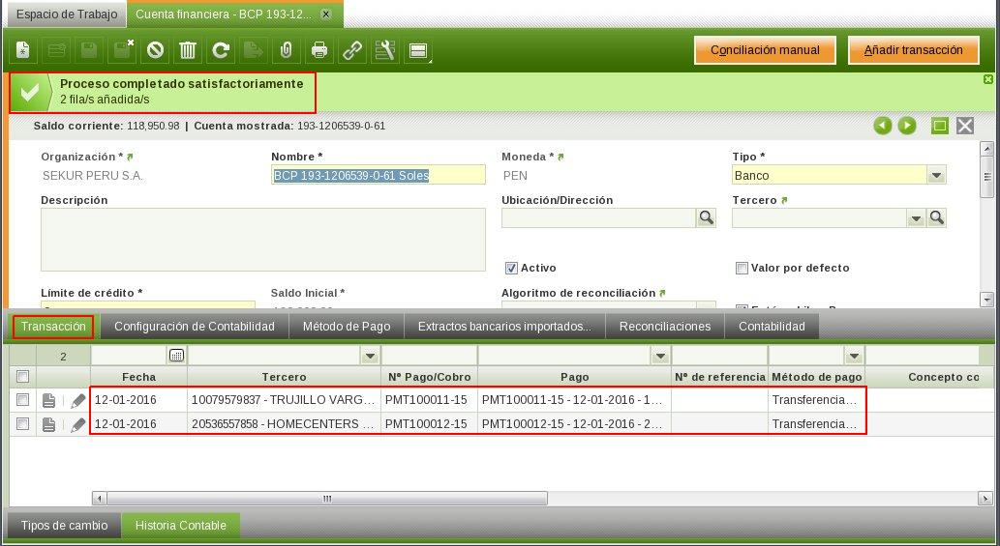 Espacio de Trabajo
Cuenta financiera - BCP 193-12...
Conciliación manual
Añadir transacción
Proceso completado satisfactoriamente
2 fila/s añadida/s
Saldo corriente: 118,950.98 | Cuenta mostrada: 193-1206539-0-61
Organización * Nombre * Moneda * Tipo *
SEKUR PERU S.A. BCP 193-1206539-0-61 Soles PEN Banco
Descripción Ubicación/Dirección Tercero
Activo Valor por defecto
Límite de crédito * Saldo Inicial * Algoritmo de reconciliación
Transacción Configuración de Contabilidad Método de Pago Extractos bancarios importados... Reconciliaciones Contabilidad
2
Fecha Tercero Nº Pago/Cobro Pago Nº de referencia Método de pago Concepto co
12-01-2016 10079579837 - TRUJILLO VARG... PMT100011-15 PMT100011-15 - 12-01-2016 - 1... Transferencia...
12-01-2016 20536557858 - HOMECENTERS ... PMT100012-15 PMT100012-15 - 12-01-2016 - 2... Transferencia...
Tipos de cambio Historia Contable